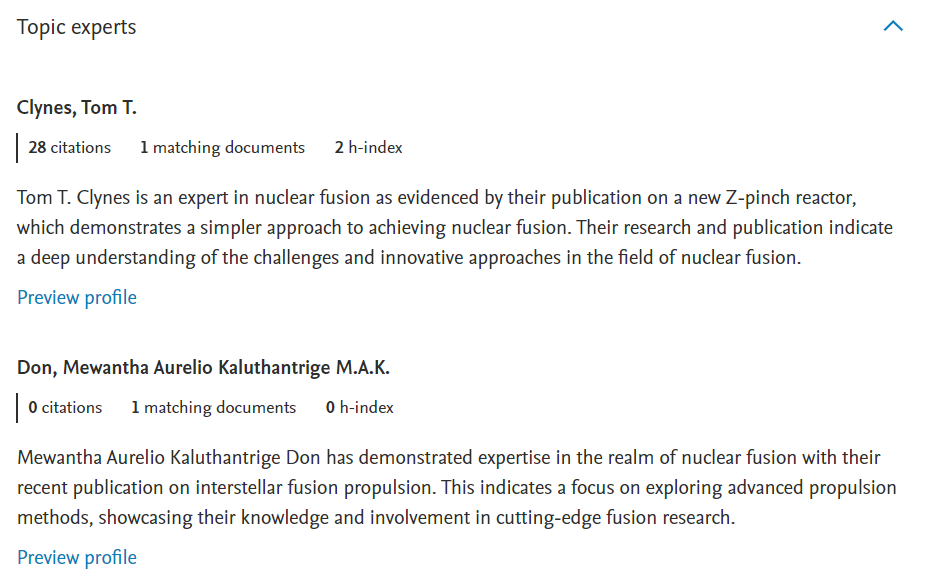 Topic experts
Clynes, Tom T.
28 citations 1 matching documents 2 h-index
Tom T. Clynes is an expert in nuclear fusion as evidenced by their publication on a new Z-pinch reactor,
which demonstrates a simpler approach to achieving nuclear fusion. Their research and publication indicate
a deep understanding of the challenges and innovative approaches in the field of nuclear fusion.
Preview profile
Don, Mewantha Aurelio Kaluthantrige M.A.K.
0 citations 1 matching documents 0 h-index
Mewantha Aurelio Kaluthantrige Don has demonstrated expertise in the realm of nuclear fusion with their
recent publication on interstellar fusion propulsion. This indicates a focus on exploring advanced propulsion
methods, showcasing their knowledge and involvement in cutting-edge fusion research.
Preview profile